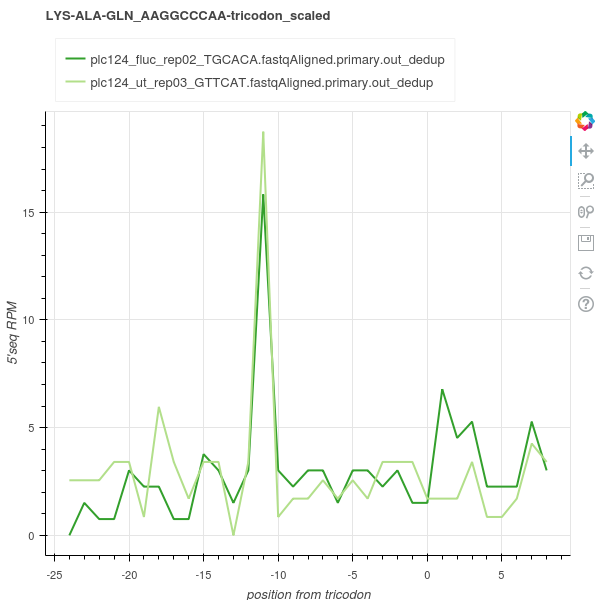 LYS-ALA-GLN_AAGGCCCAA-tricodon_scaled
plc124_fluc_rep02_TGCACA.fastqAligned.primary.out_dedup
plc124_ut_rep03_GTTCAT.fastqAligned.primary.out_dedup
15
10
5
0
5'seq RPM
-25 -20 -15 -10 -5 0 5
position from tricodon
?